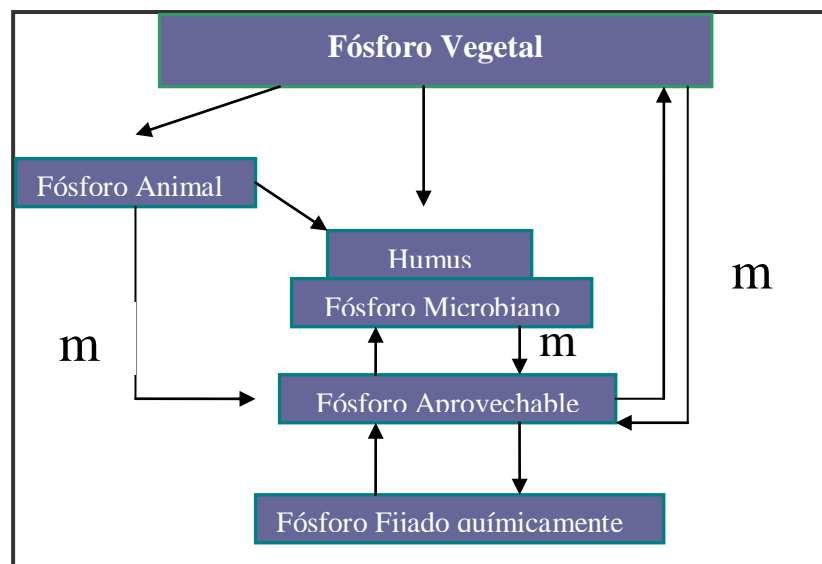 Fósforo Vegetal
Fósforo Animal
Humus
m
Fósforo Microbiano
m
m
Fósforo Aprovechable
Fósforo Fijado químicamente